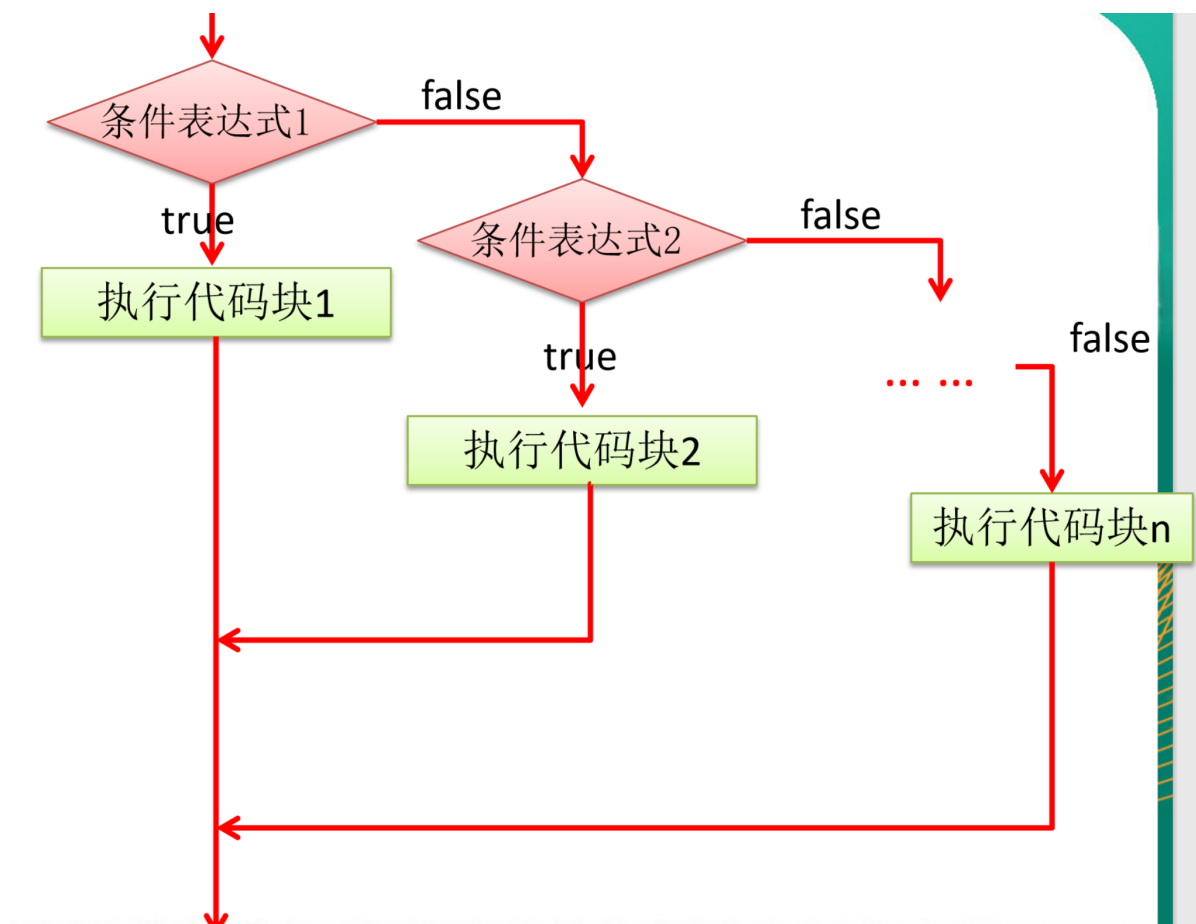 条件表达式1
false
true
条件表达式2
false
执行代码块1
true
false
... ...
执行代码块2
执行代码块n